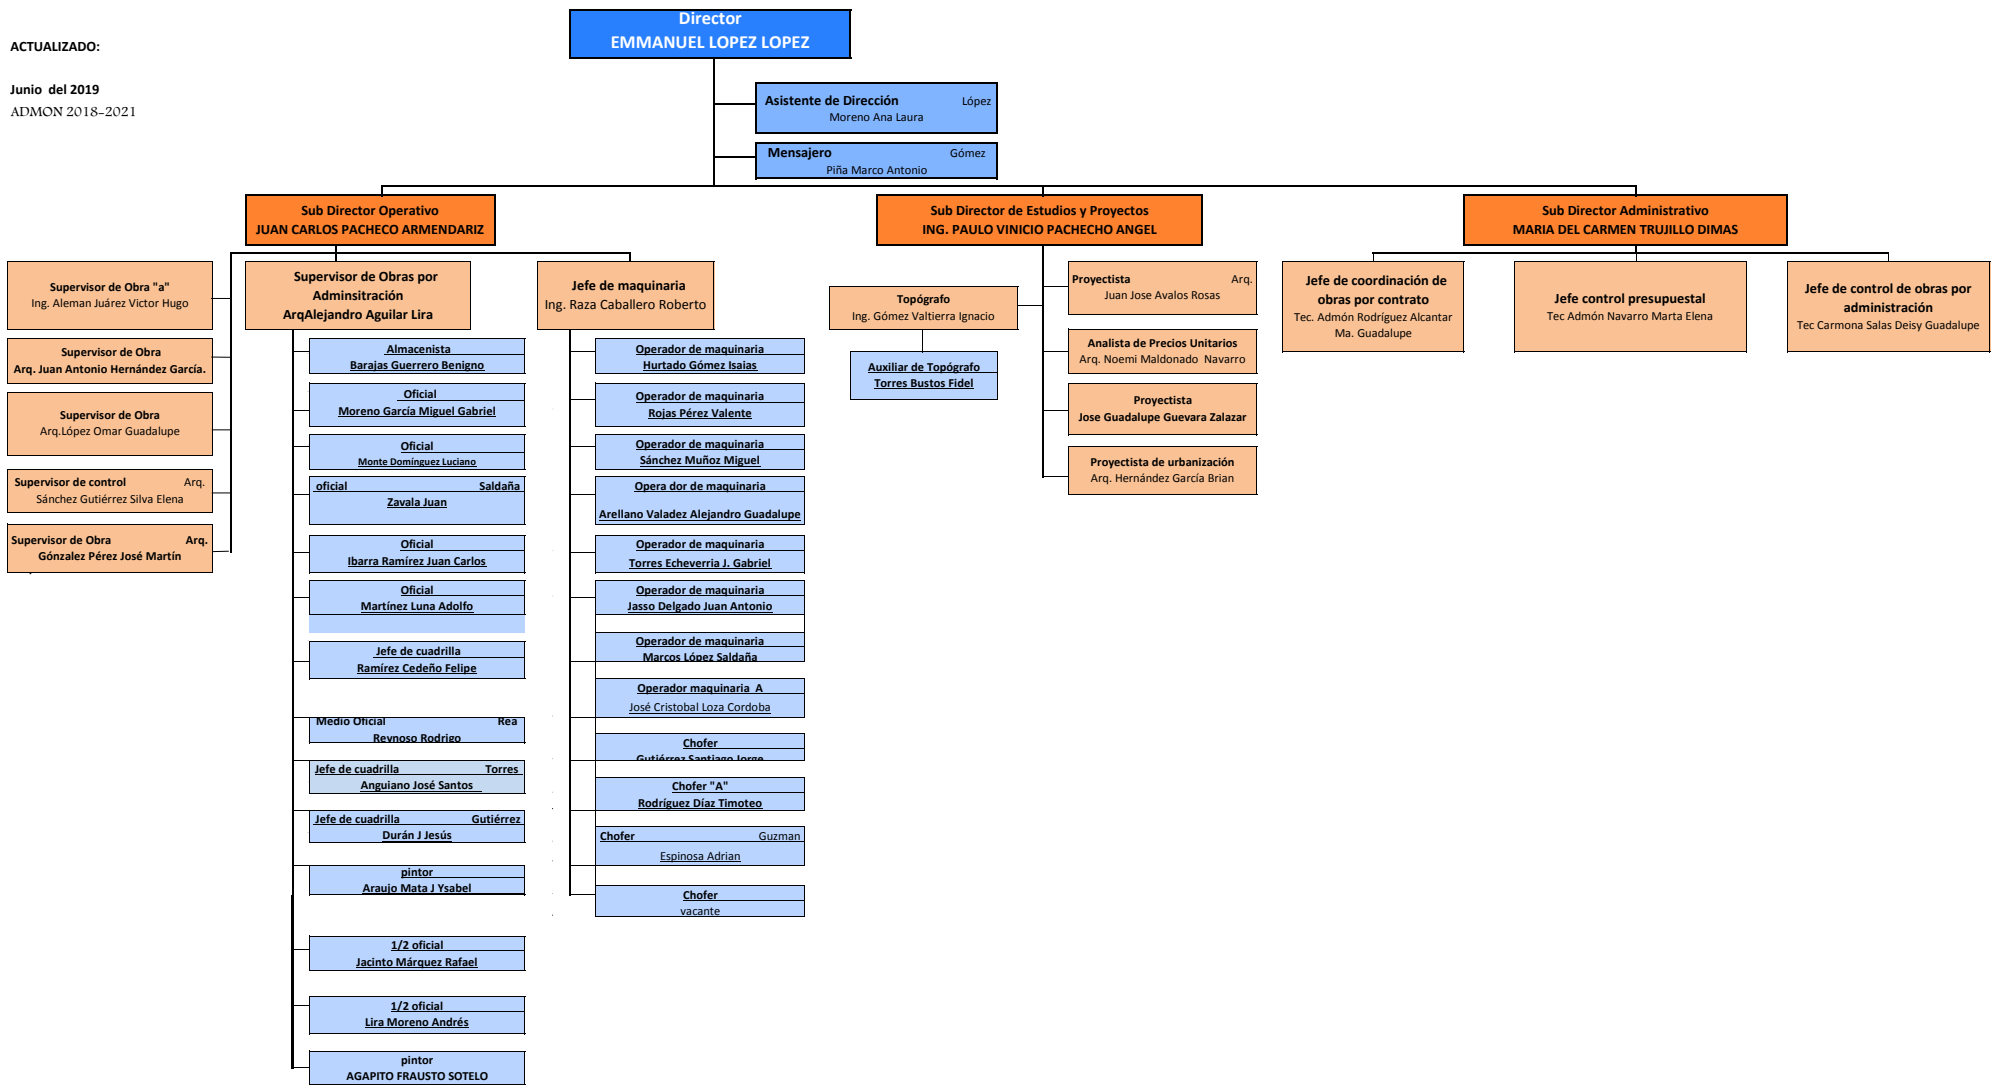 Director
EMMANUEL LOPEZ LOPEZ
ACTUALIZADO:
Junio del 2019
ADMON 2018-2021
Asistente de Dirección López
Moreno Ana Laura
Mensajero Gómez
Piña Marco Antonio
Sub Director Operativo
JUAN CARLOS PACHECO ARMENDARIZ
Sub Director de Estudios y Proyectos
ING. PAULO VINICIO PACHECHO ANGEL
Sub Director Administrativo
MARIA DEL CARMEN TRUJILLO DIMAS
Supervisor de Obra "a"
Ing. Aleman Juárez Victor Hugo
Supervisor de Obra
Arq. Juan Antonio Hernández García.
Supervisor de Obra
Arq.López Omar Guadalupe
Supervisor de control Arq.
Sánchez Gutiérrez Silva Elena
Supervisor de Obra Arq.
Gónzalez Pérez José Martín
Supervisor de Obras por
Adminsitración
ArqAlejandro Aguilar Lira
Almacenista
Barajas Guerrero Benigno
Oficial
Moreno García Miguel Gabriel
Oficial
Monte Domínguez Luciano
oficial Saldaña
Zavala Juan
Oficial
Ibarra Ramírez Juan Carlos
Oficial
Martínez Luna Adolfo
Jefe de cuadrilla
Ramírez Cedeño Felipe
Medio Oficial Rea
Reynoso Rodrigo
Jefe de cuadrilla Torres
Anguiano José Santos
Jefe de cuadrilla Gutiérrez
Durán J Jesús
pintor
Araujo Mata J Ysabel
1/2 oficial
Jacinto Márquez Rafael
1/2 oficial
Lira Moreno Andrés
pintor
AGAPITO FRAUSTO SOTELO
Jefe de maquinaria
Ing. Raza Caballero Roberto
Operador de maquinaria
Hurtado Gómez Isaias
Operador de maquinaria
Rojas Pérez Valente
Operador de maquinaria
Sánchez Muñoz Miguel
Opera dor de maquinaria
Arellano Valadez Alejandro Guadalupe
Operador de maquinaria
Torres Echeverria J. Gabriel
Operador de maquinaria
Jasso Delgado Juan Antonio
Operador de maquinaria
Marcos López Saldaña
Operador maquinaria A
José Cristobal Loza Cordoba
Chofer
Gutiérrez Santiago Jorge
Chofer "A"
Rodríguez Díaz Timoteo
Chofer Guzman
Espinosa Adrian
Chofer
vacante
Topógrafo
Ing. Gómez Valtierra Ignacio
Auxiliar de Topógrafo
Torres Bustos Fidel
Proyectista Arq.
Juan Jose Avalos Rosas
Analista de Precios Unitarios
Arq. Noemi Maldonado Navarro
Proyectista
Jose Guadalupe Guevara Zalazar
Proyectista de urbanización
Arq. Hernández García Brian
Jefe de coordinación de
obras por contrato
Tec. Admón Rodríguez Alcantar
Ma. Guadalupe
Jefe control presupuestal
Tec Admón Navarro Marta Elena
Jefe de control de obras por
administración
Tec Carmona Salas Deisy Guadalupe